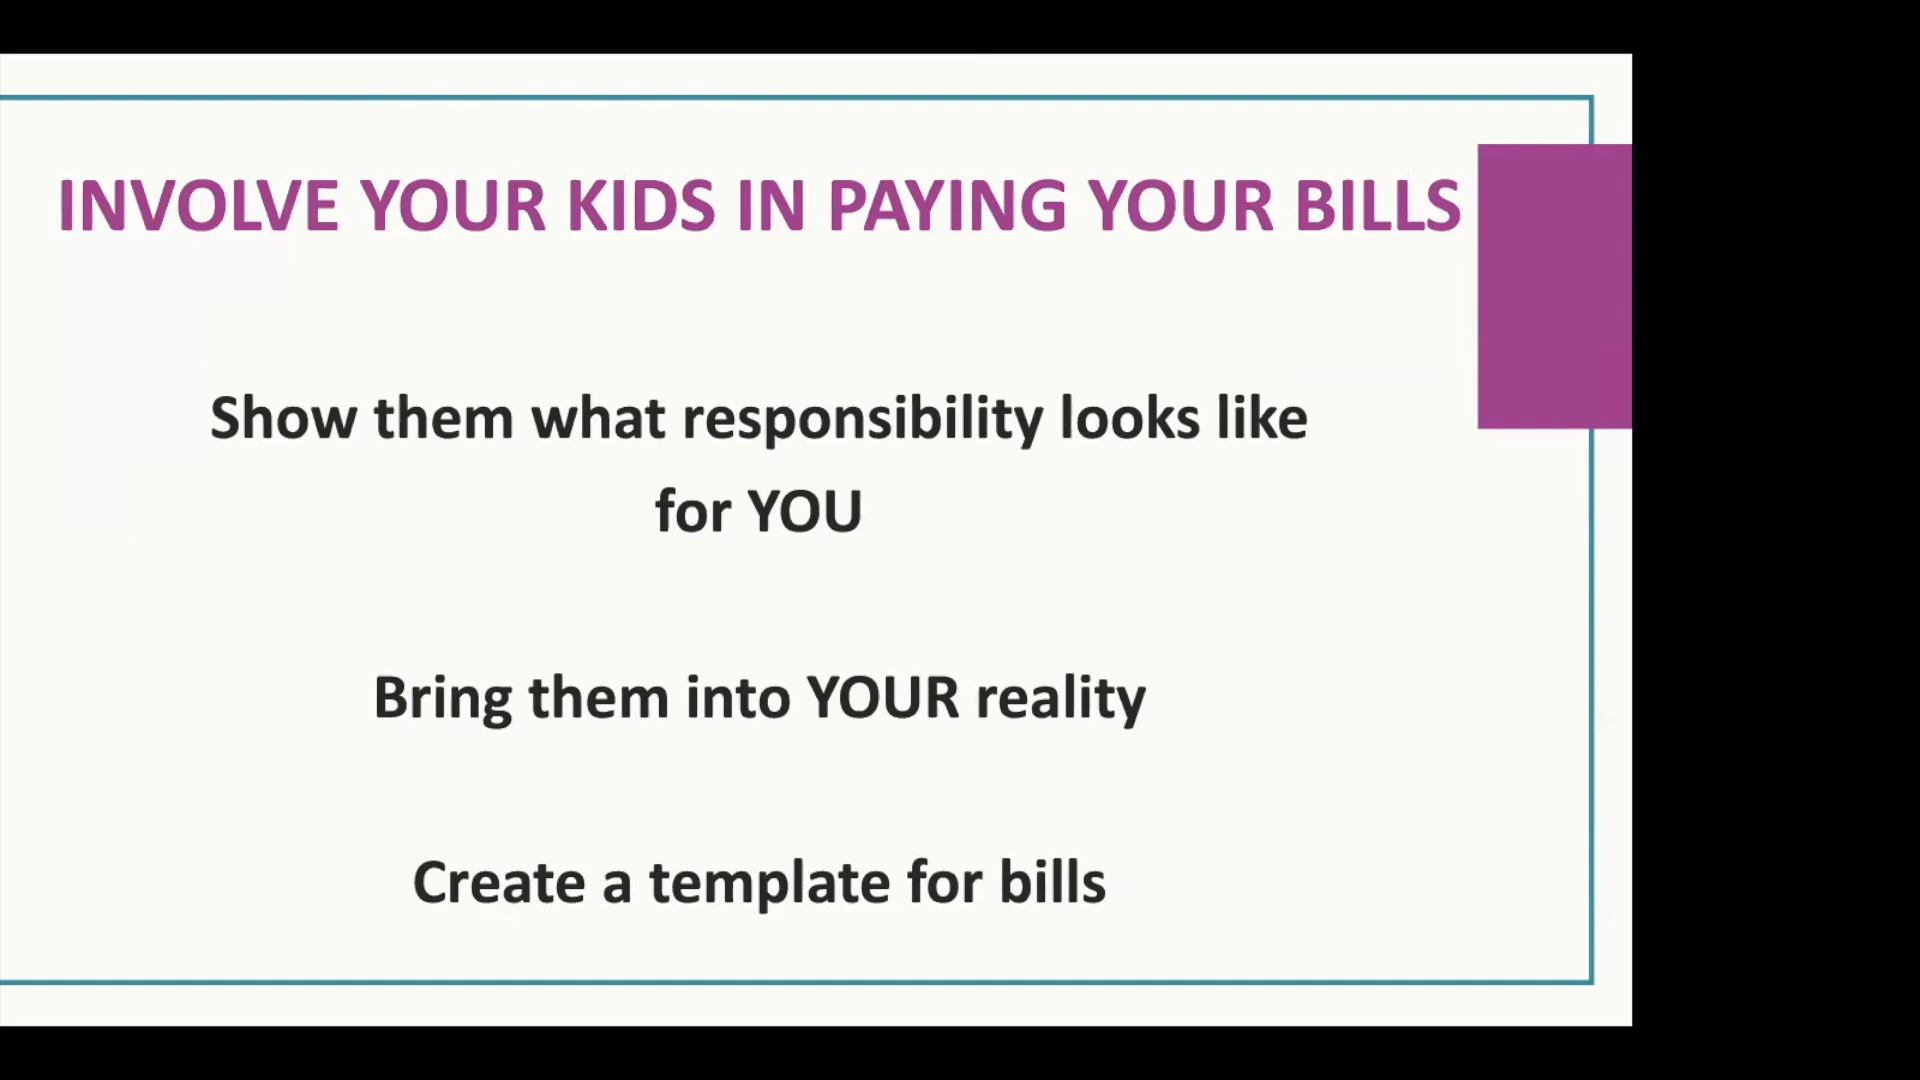 INVOLVE YOUR KIDS IN PAYING YOUR BILLS
Show them what responsibility looks like
for YOU
Bring them into YOUR reality
Create a template for bills